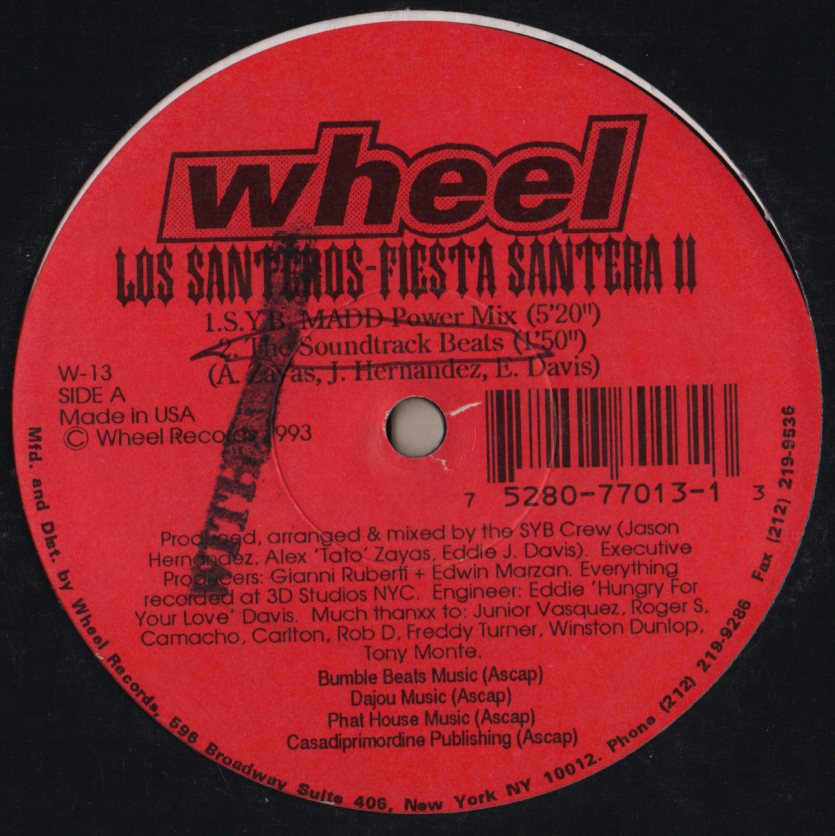 wheel
LOS SANTEROS-FIESTA SANTERA II
1.S.Y.B. MADD Power Mix (5'20")
2. The Soundtrack Beats (1'50")
(A. Zayas, J. Hernandez, E. Davis)
W-13
SIDE A
Made in USA
© Wheel Records 1993
7 5280-77013-1 3
Produced, arranged & mixed by the SYB Crew (Jason
Hernandez, Alex 'Tato' Zayas, Eddie J. Davis). Executive
Producers: Gianni Ruberti + Edwin Marzan. Everything
recorded at 3D Studios NYC. Engineer: Eddie 'Hungry For
Your Love' Davis. Much thanxx to: Junior Vasquez, Roger S,
Camacho, Carlton, Rob D, Freddy Turner, Winston Dunlop,
Tony Monte.
Bumble Beats Music (Ascap)
Dajou Music (Ascap)
Phat House Music (Ascap)
Casadiprimordine Publishing (Ascap)
Mfd. and Dist. by Wheel Records, 596 Broadway Suite 406, New York NY 10012. Phone (212) 219-9286 Fax (212) 219-9536